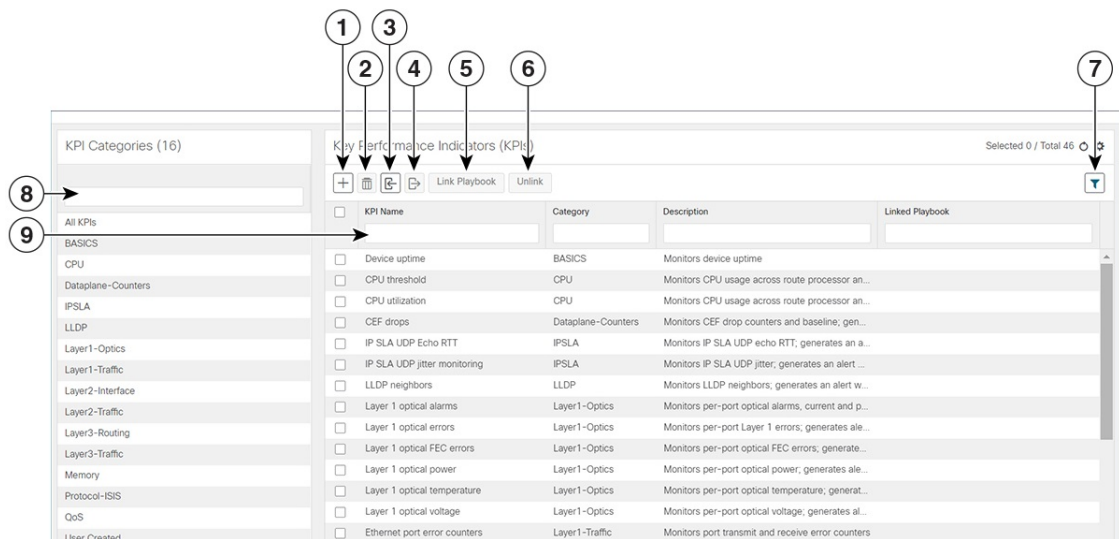 1 3
2 4 5 6 7
KPI Categories (16)
Key Performance Indicators (KPIs)
Selected 0 / Total 46
Link Playbook Unlink
8
9
All KPIs
BASICS
CPU
Dataplane-Counters
IPSLA
LLDP
Layer1-Optics
Layer1-Traffic
Layer2-Interface
Layer2-Traffic
Layer3-Routing
Layer3-Traffic
Memory
Protocol-ISIS
QoS
User Created
KPI Name Category Description Linked Playbook
Device uptime BASICS Monitors device uptime
CPU threshold CPU Monitors CPU usage across route processor an...
CPU utilization CPU Monitors CPU usage across route processor an...
CEF drops Dataplane-Counters Monitors CEF drop counters and baseline; gen...
IP SLA UDP Echo RTT IPSLA Monitors IP SLA UDP echo RTT; generates an a...
IP SLA UDP jitter monitoring IPSLA Monitors IP SLA UDP jitter; generates an alert ...
LLDP neighbors LLDP Monitors LLDP neighbors; generates an alert w...
Layer 1 optical alarms Layer1-Optics Monitors per-port optical alarms, current and p...
Layer 1 optical errors Layer1-Optics Monitors per-port Layer 1 errors; generates ale...
Layer 1 optical FEC errors Layer1-Optics Monitors per-port optical FEC errors; generate...
Layer 1 optical power Layer1-Optics Monitors per-port optical power; generates ale...
Layer 1 optical temperature Layer1-Optics Monitors per-port optical temperature; generat...
Layer 1 optical voltage Layer1-Optics Monitors per-port optical voltage; generates al...
Ethernet port error counters Layer1-Traffic Monitors port transmit and receive error counters